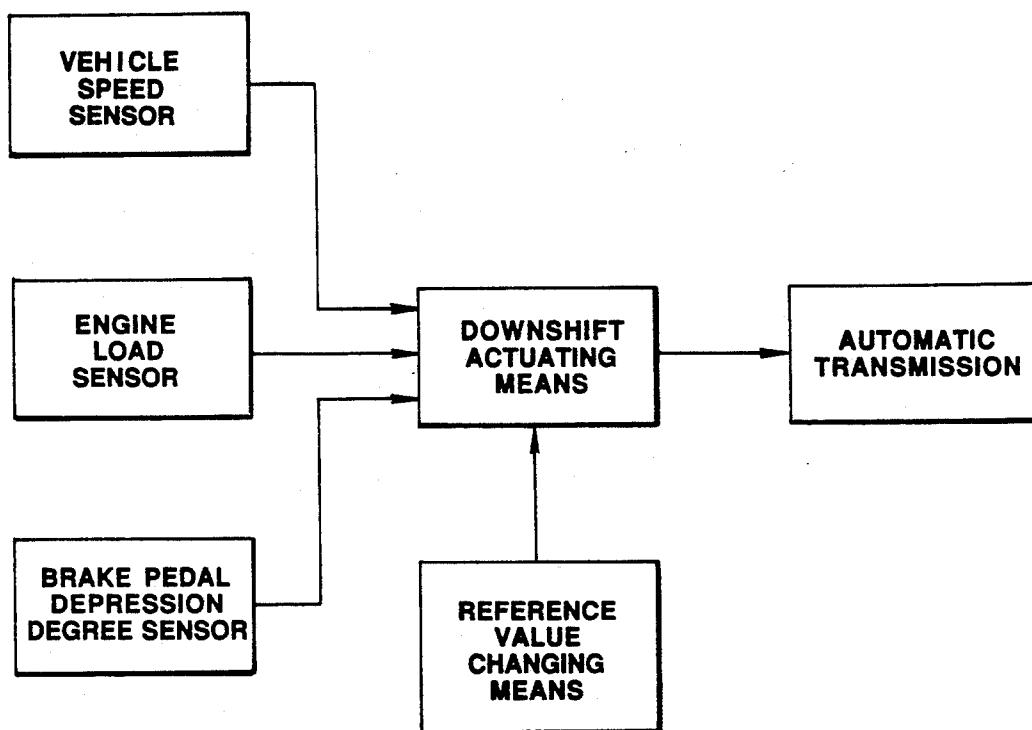 VEHICLE
SPEED
SENSOR
ENGINE
LOAD
SENSOR
BRAKE PEDAL
DEPRESSION
DEGREE SENSOR
DOWNSHIFT
ACTUATING
MEANS
REFERENCE
VALUE
CHANGING
MEANS
AUTOMATIC
TRANSMISSION